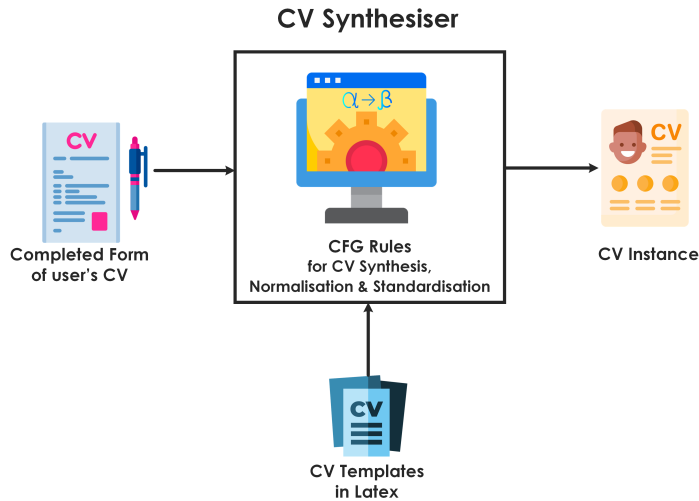 CV Synthesiser
α→β
CV
CV
Completed Form
of user's CV
CFG Rules
for CV Synthesis,
Normalisation & Standardisation
CV Instance
CV
CV Templates
in Latex